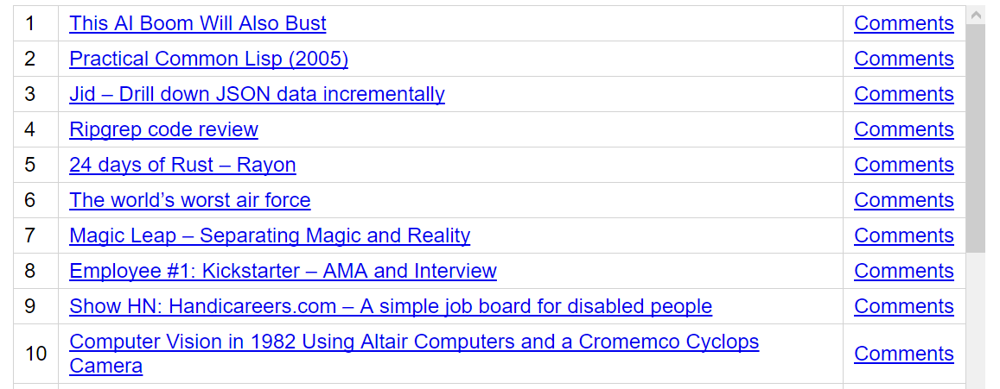 1 This AI Boom Will Also Bust Comments
2 Practical Common Lisp (2005) Comments
3 Jid – Drill down JSON data incrementally Comments
4 Ripgrep code review Comments
5 24 days of Rust – Rayon Comments
6 The world’s worst air force Comments
7 Magic Leap – Separating Magic and Reality Comments
8 Employee #1: Kickstarter – AMA and Interview Comments
9 Show HN: Handicareers.com – A simple job board for disabled people Comments
10 Computer Vision in 1982 Using Altair Computers and a Cromemco Cyclops
Camera Comments